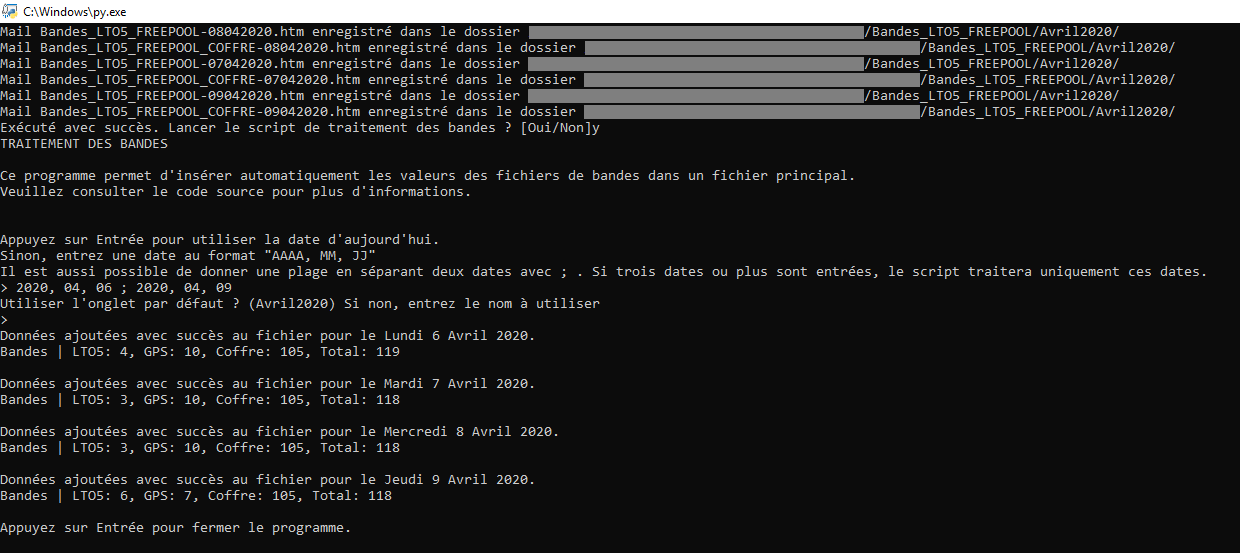 C:\Windows\py.exe
Mail Bandes_LTO5_FREEPOOL-08042020.htm enregistré dans le dossier /Bandes_LTO5_FREEPOOL/Avril2020/
Mail Bandes_LTO5_FREEPOOL_COFFRE-08042020.htm enregistré dans le dossier /Bandes_LTO5_FREEPOOL/Avril2020/
Mail Bandes_LTO5_FREEPOOL-07042020.htm enregistré dans le dossier /Bandes_LTO5_FREEPOOL/Avril2020/
Mail Bandes_LTO5_FREEPOOL_COFFRE-07042020.htm enregistré dans le dossier /Bandes_LTO5_FREEPOOL/Avril2020/
Mail Bandes_LTO5_FREEPOOL-09042020.htm enregistré dans le dossier /Bandes_LTO5_FREEPOOL/Avril2020/
Mail Bandes_LTO5_FREEPOOL_COFFRE-09042020.htm enregistré dans le dossier /Bandes_LTO5_FREEPOOL/Avril2020/
Exécuté avec succès. Lancer le script de traitement des bandes ? [Oui/Non]y
TRAITEMENT DES BANDES
Ce programme permet d'insérer automatiquement les valeurs des fichiers de bandes dans un fichier principal.
Veuillez consulter le code source pour plus d'informations.
Appuyez sur Entrée pour utiliser la date d'aujourd'hui.
Sinon, entrez une date au format "AAAA, MM, JJ"
Il est aussi possible de donner une plage en séparant deux dates avec ; . Si trois dates ou plus sont entrées, le script traitera uniquement ces dates.
> 2020, 04, 06 ; 2020, 04, 09
Utiliser l'onglet par défaut ? (Avril2020) Si non, entrez le nom à utiliser
>
Données ajoutées avec succès au fichier pour le Lundi 6 Avril 2020.
Bandes | LTO5: 4, GPS: 10, Coffre: 105, Total: 119
Données ajoutées avec succès au fichier pour le Mardi 7 Avril 2020.
Bandes | LTO5: 3, GPS: 10, Coffre: 105, Total: 118
Données ajoutées avec succès au fichier pour le Mercredi 8 Avril 2020.
Bandes | LTO5: 3, GPS: 10, Coffre: 105, Total: 118
Données ajoutées avec succès au fichier pour le Jeudi 9 Avril 2020.
Bandes | LTO5: 6, GPS: 7, Coffre: 105, Total: 118
Appuyez sur Entrée pour fermer le programme.